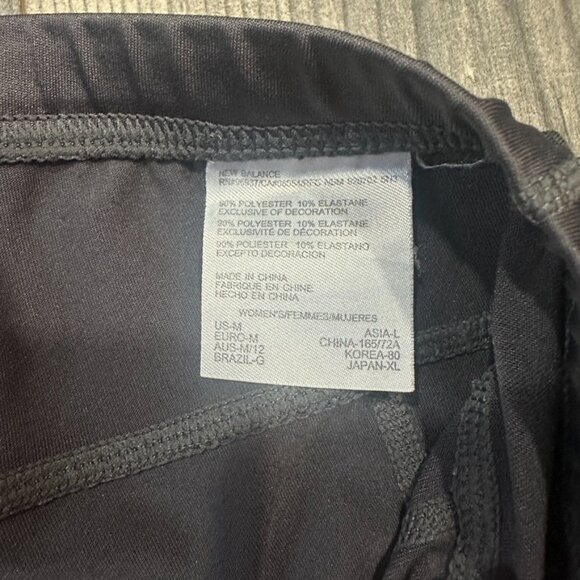 NEW BALANCE
90% POLYESTER 10% ELASTANE
EXCLUSIVE OF DECORATION
90% POLYESTER 10% ELASTANE
EXCLUSIVITÉ DE DÉCORATION
90% POLIESTER 10% ELASTANO
EXCEPTO DECORACION
MADE IN CHINA
FABRIQUE EN CHINE
HECHO EN CHINA
WOMEN'S/FEMMES/MUJERES
US-M ASIA-L
EURO-M CHINA-165/72A
AUS-M/12 KOREA-80
BRAZIL-G JAPAN-XL